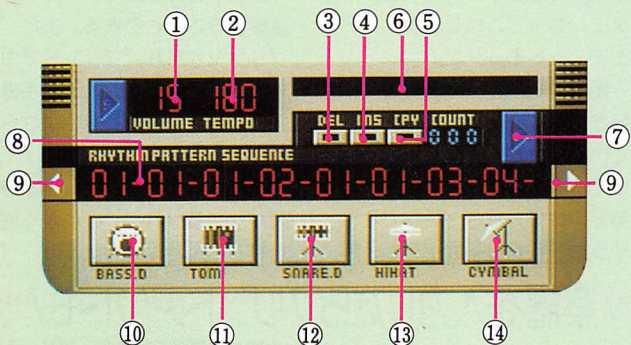 ① ② ③ ④ ⑥ ⑤
15 180
VOLUME TEMPO
DEL INS CPY COUNT
000
⑦
⑧
RHYTHM PATTERN SEQUENCE
⑨ 01-01-01-02-01-01-03-04- ⑨
BASS.D TOM SNARE.D HIHAT CYMBAL
⑩ ⑪ ⑫ ⑬ ⑭